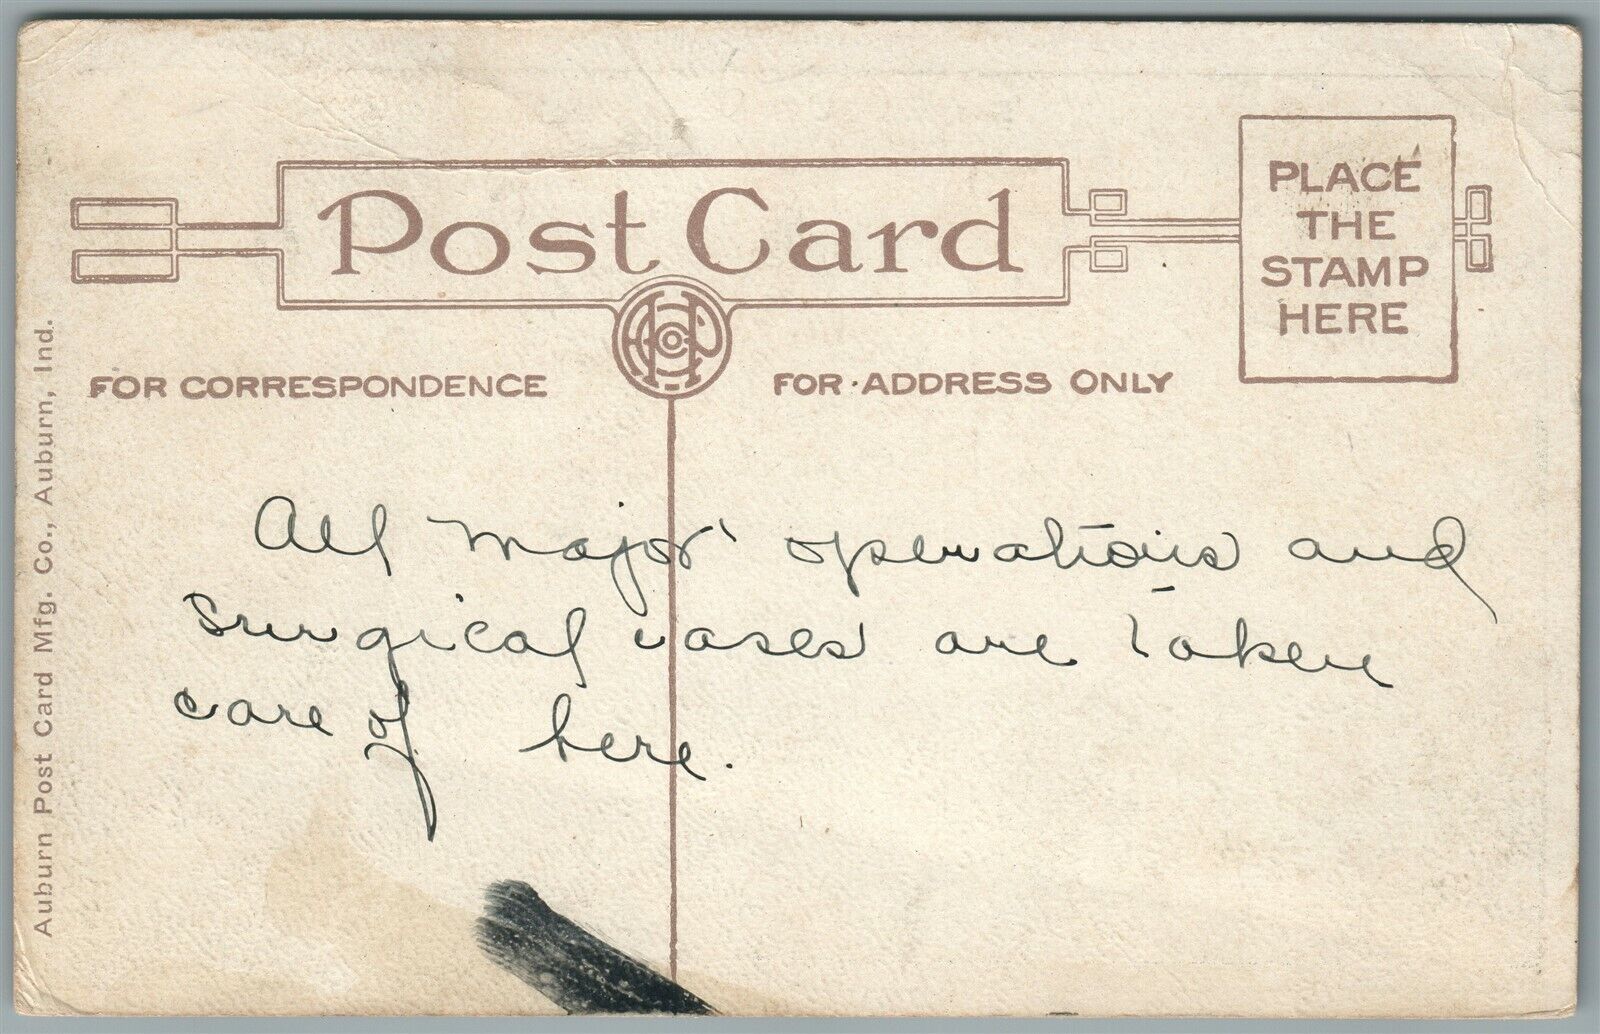 Post Card
PLACE
THE
STAMP
HERE
FOR CORRESPONDENCE
FOR ADDRESS ONLY
All major operations and
surgical cases are taken
care of here.
Auburn Post Card Mfg. Co., Auburn, Ind.